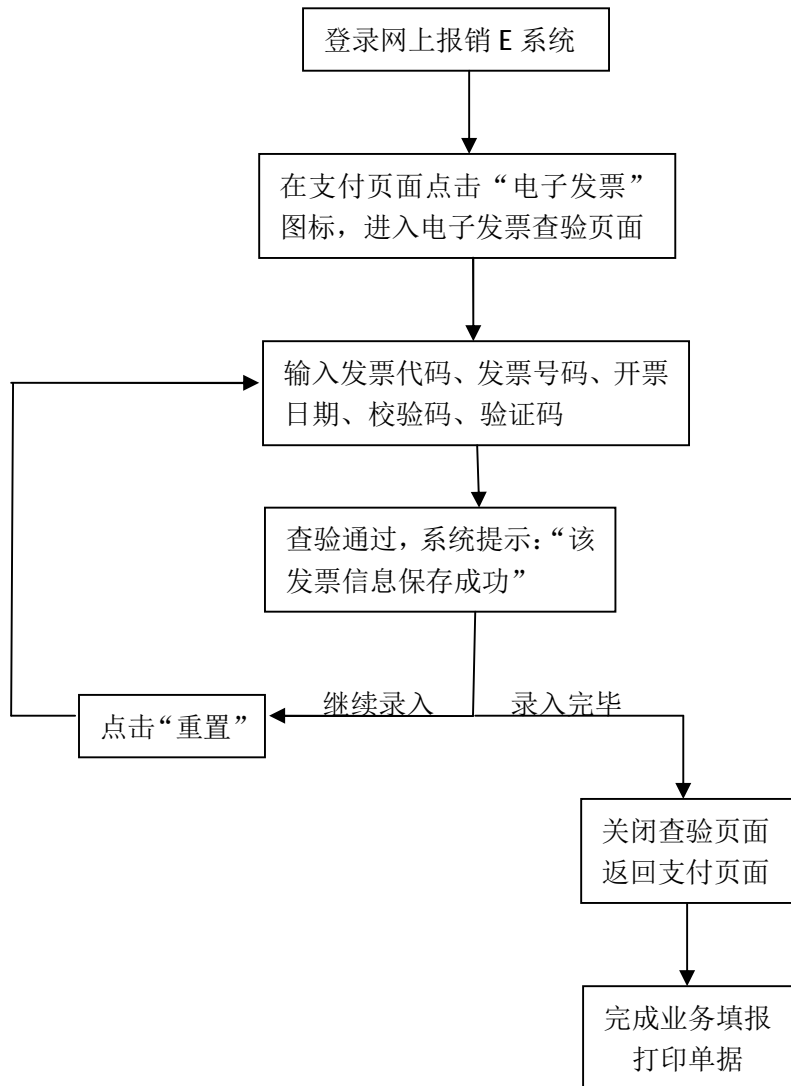 登录网上报销 E 系统
在支付页面点击“电子发票”
图标，进入电子发票查验页面
输入发票代码、发票号码、开票
日期、校验码、验证码
查验通过，系统提示：“该
发票信息保存成功”
继续录入
录入完毕
点击“重置”
关闭查验页面
返回支付页面
完成业务填报
打印单据